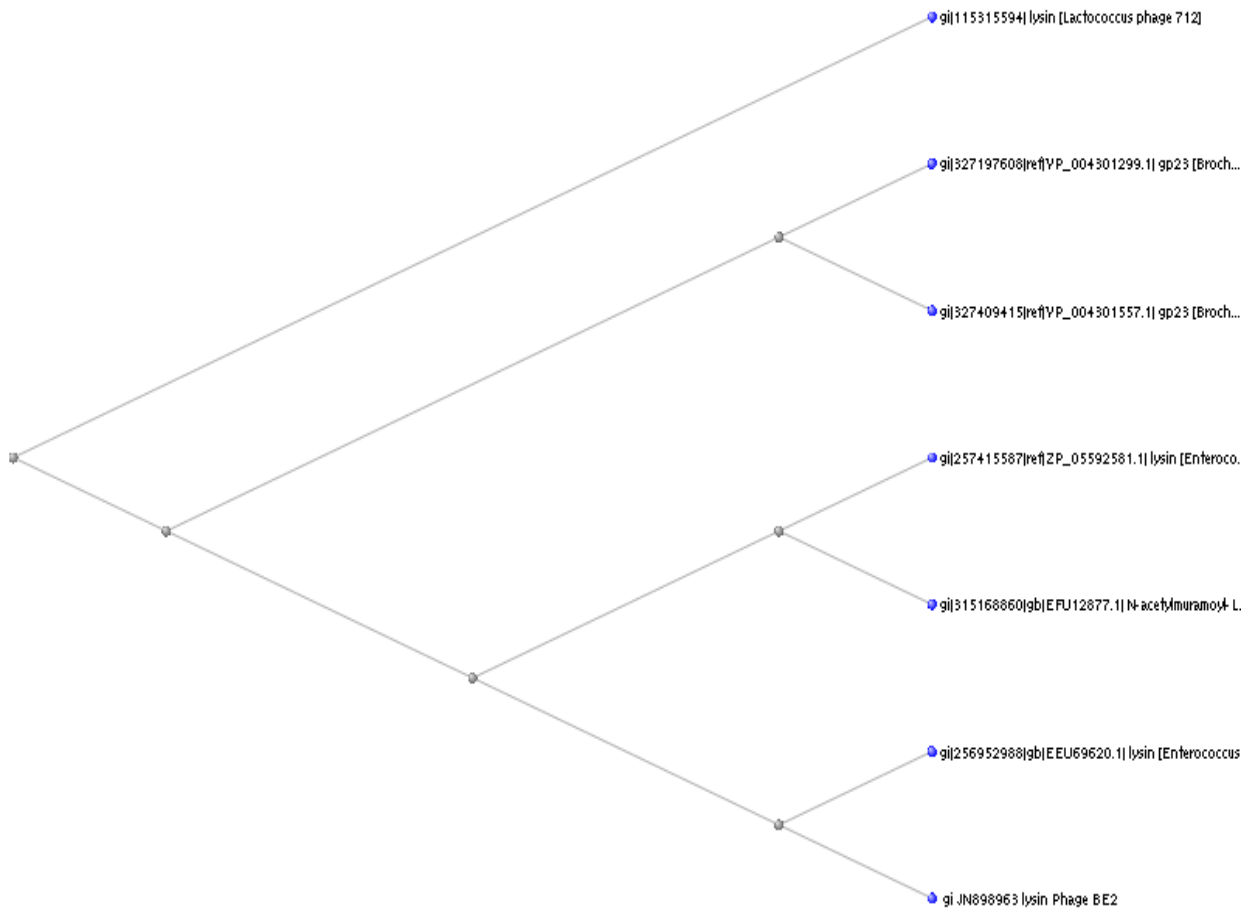 gi|115315594| lysin [Lactococcus phage 712]
gi|327197608|ref|YP_004301299.1| gp23 [Broch...
gi|327409415|ref|YP_004301557.1| gp23 [Broch...
gi|257415587|ref|ZP_05592581.1| lysin [Enteroco.
gi|315168860|gb|EFU12877.1| N-acetylmuramoyl-L.
gi|256952988|gb|EEU69620.1| lysin [Enterococcus
gi JN898963 lysin Phage BE2